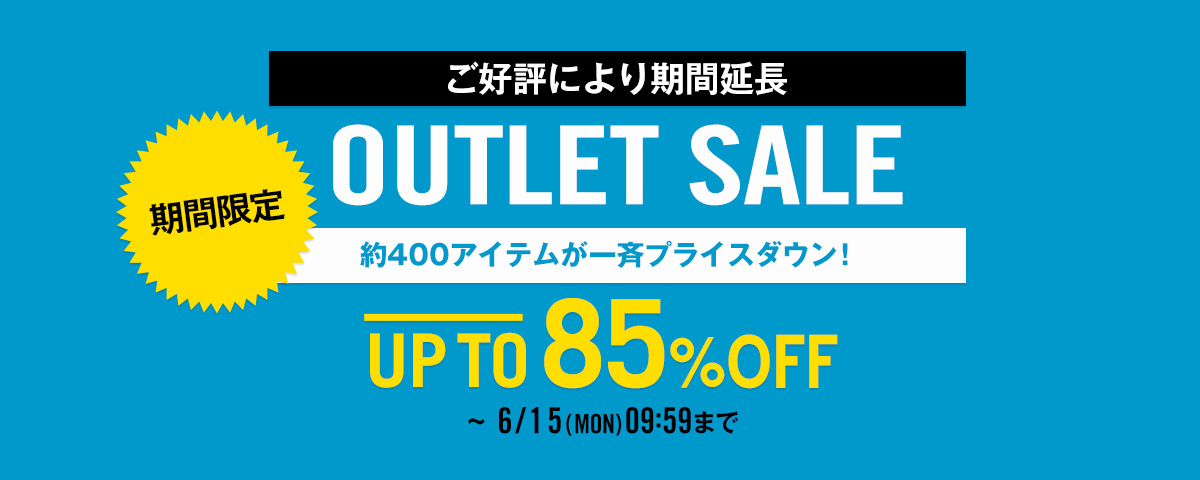 ご好評により期間延長
OUTLET SALE
期間限定
約400アイテムが一斉プライスダウン!
UP TO 85%OFF
~ 6/15(MON)09:59まで